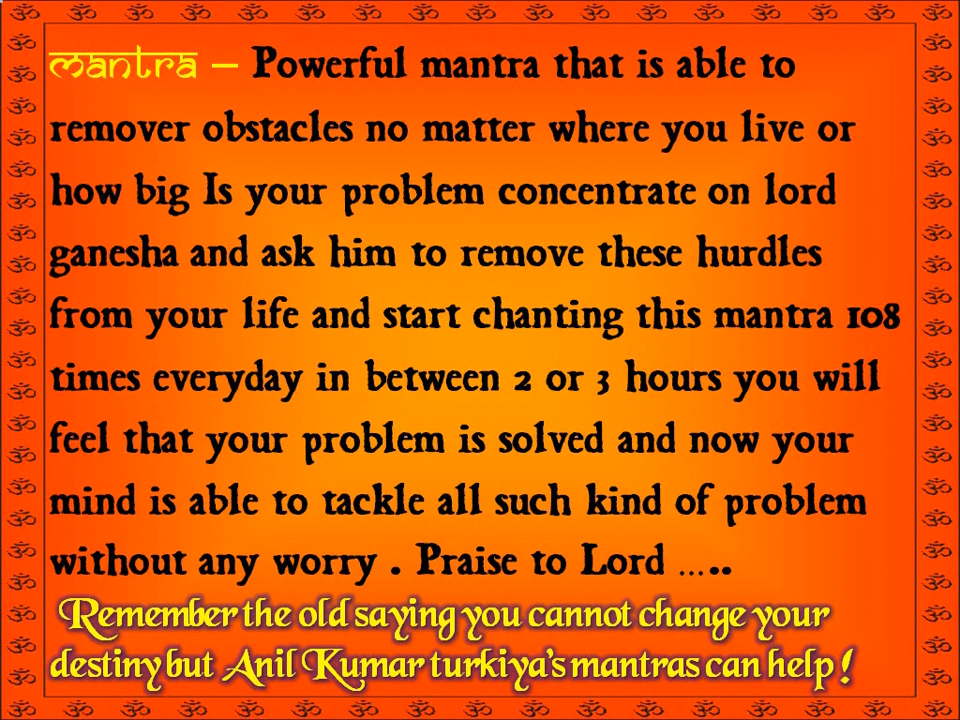 MANTRA – Powerful mantra that is able to
remover obstacles no matter where you live or
how big Is your problem concentrate on lord
ganesha and ask him to remove these hurdles
from your life and start chanting this mantra 108
times everyday in between 2 or 3 hours you will
feel that your problem is solved and now your
mind is able to tackle all such kind of problem
without any worry . Praise to Lord …..
Remember the old saying you cannot change your
destiny but Anil Kumar turkiya's mantras can help !